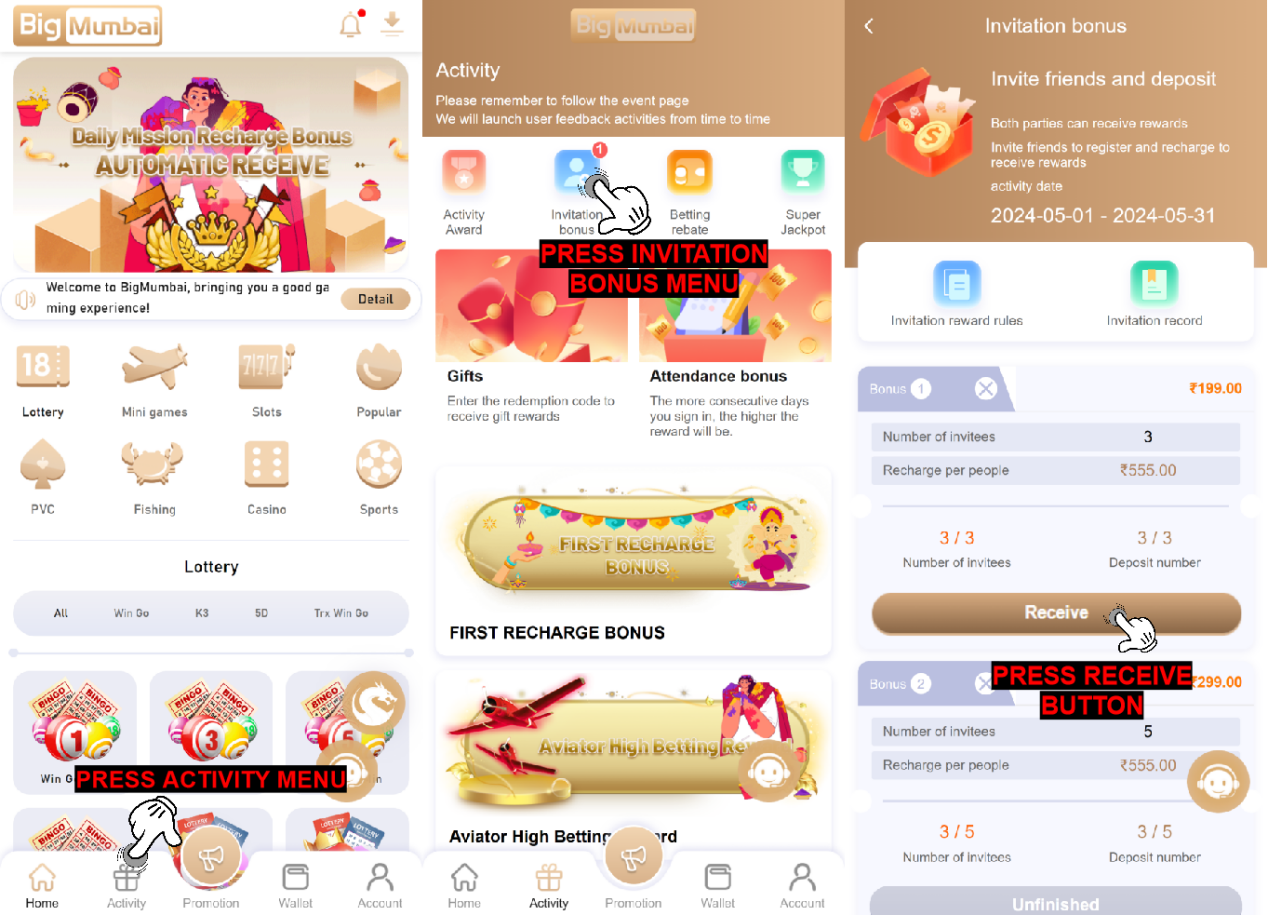 Big Mumbai
Daily Mission Recharge Bonus
AUTOMATIC RECEIVE
Welcome to BigMumbai, bringing you a good ga
ming experience!
Detail
18
777
Lottery
Mini games
Slots
Popular
PVC
Fishing
Casino
Sports
Lottery
All
Win Go
K3
5D
Trx Win Go
BINGO
BINGO
BINGO
BINGO
BINGO
1
3
5
Win G
PRESS ACTIVITY MENU
n
BINGO
BINGO
LOTTERY
LOTTERY
LOTTERY
LOTTERY
Home
Activity
Promotion
Wallet
Account
Big Mumbai
Activity
Please remember to follow the event page
We will launch user feedback activities from time to time
1
Activity
Award
Invitation
bonus
Betting
rebate
Super
Jackpot
PRESS INVITATION
BONUS MENU
Gifts
Enter the redemption code to
receive gift rewards
Attendance bonus
The more consecutive days
you sign in, the higher the
reward will be.
FIRST RECHARGE
BONUS
FIRST RECHARGE BONUS
Aviator High Betting Re
Aviator High Betting rd
Home
Activity
Promotion
Wallet
Account
Invitation bonus
Invite friends and deposit
Both parties can receive rewards
Invite friends to register and recharge to
receive rewards
activity date
2024-05-01 - 2024-05-31
Invitation reward rules
Invitation record
Bonus 1
₹199.00
Number of invitees 3
Recharge per people ₹555.00
3 / 3
3 / 3
Number of invitees
Deposit number
Receive
PRESS RECEIVE
BUTTON
Bonus 2
₹299.00
Number of invitees 5
Recharge per people ₹555.00
3 / 5
3 / 5
Number of invitees
Deposit number
Unfinished